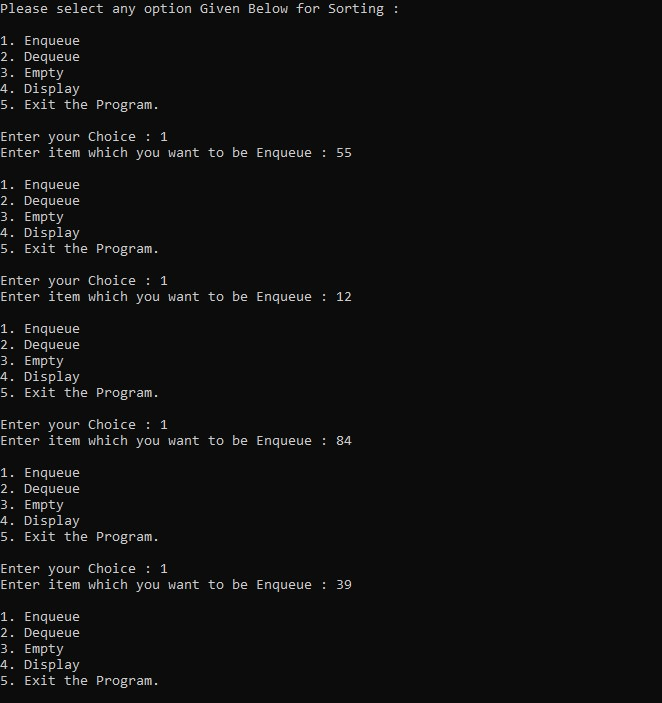 Please select any option Given Below for Sorting :
1. Enqueue
2. Dequeue
3. Empty
4. Display
5. Exit the Program.
Enter your Choice : 1
Enter item which you want to be Enqueue : 55
1. Enqueue
2. Dequeue
3. Empty
4. Display
5. Exit the Program.
Enter your Choice : 1
Enter item which you want to be Enqueue : 12
1. Enqueue
2. Dequeue
3. Empty
4. Display
5. Exit the Program.
Enter your Choice : 1
Enter item which you want to be Enqueue : 84
1. Enqueue
2. Dequeue
3. Empty
4. Display
5. Exit the Program.
Enter your Choice : 1
Enter item which you want to be Enqueue : 39
1. Enqueue
2. Dequeue
3. Empty
4. Display
5. Exit the Program.